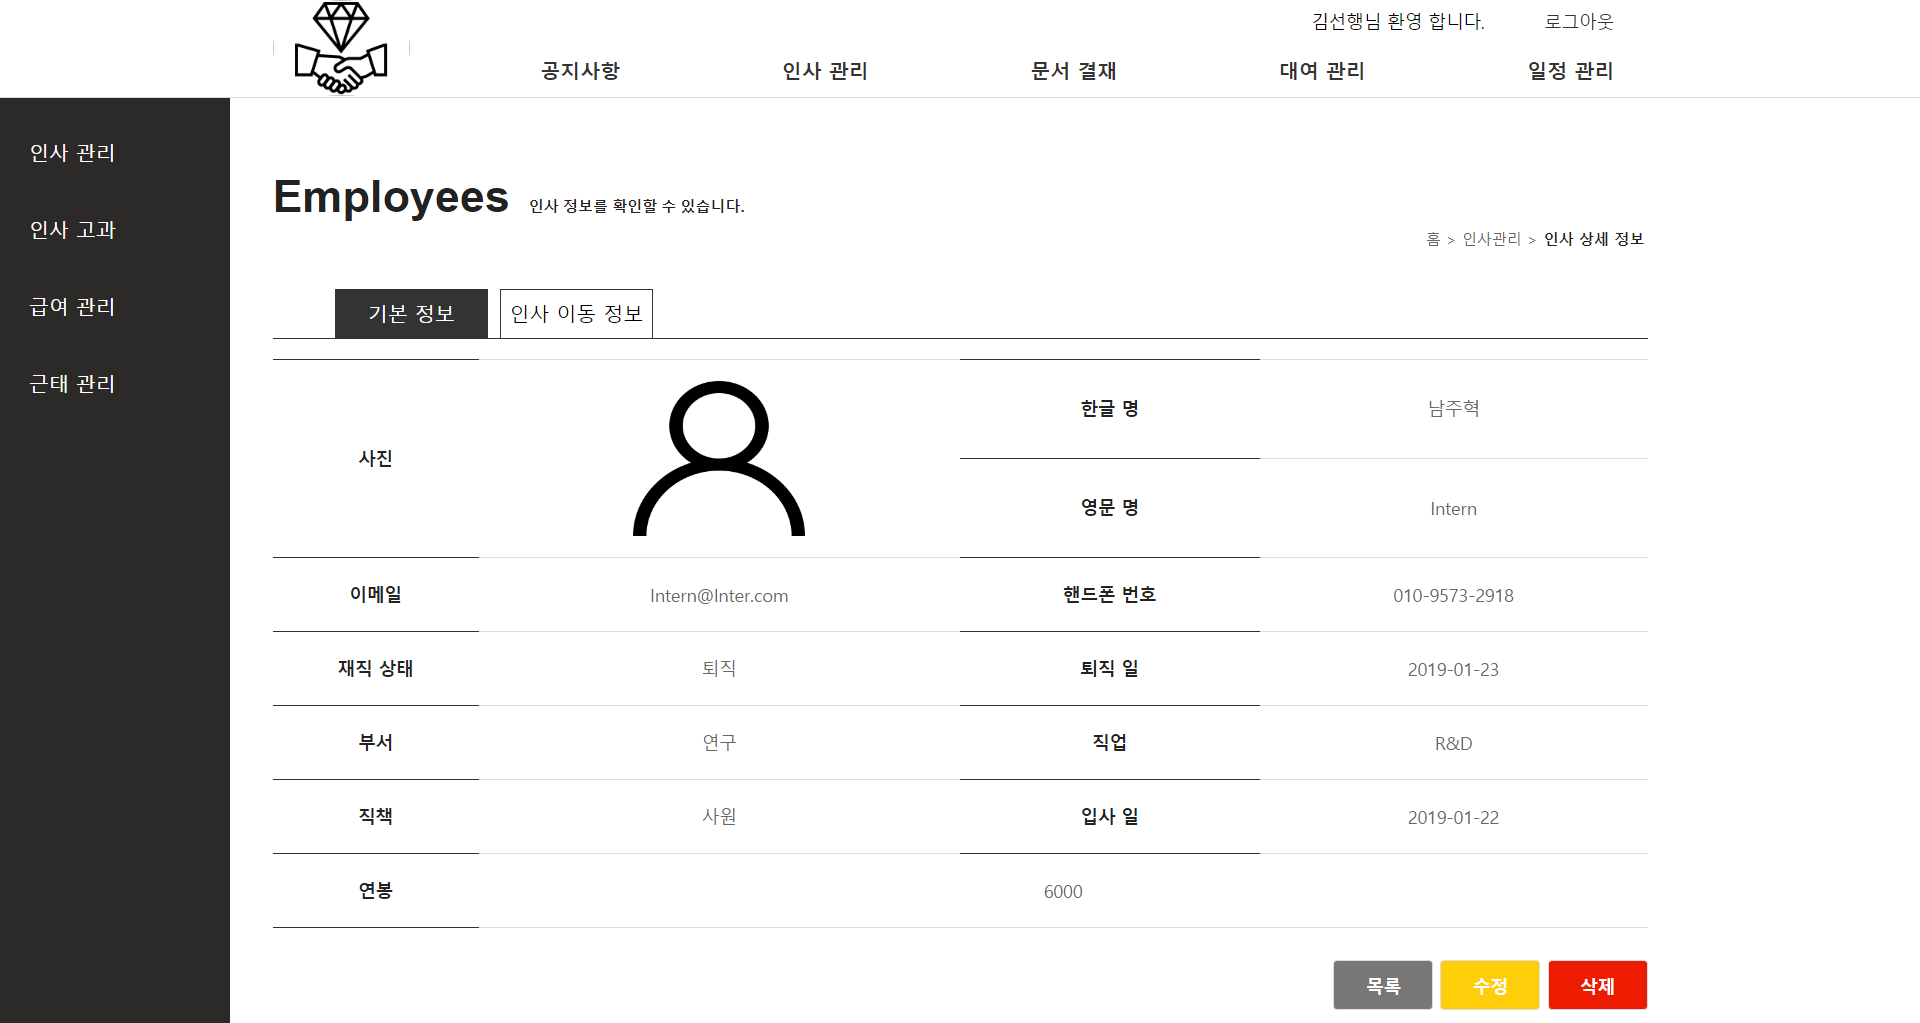 김선행님 환영 합니다. 로그아웃
공지사항 인사 관리 문서 결재 대여 관리 일정 관리
인사 관리
인사 고과
급여 관리
근태 관리
Employees 인사 정보를 확인할 수 있습니다.
홈 > 인사관리 > 인사 상세 정보
기본 정보 인사 이동 정보
사진
한글 명 남주혁
영문 명 Intern
이메일 Intern@Inter.com 핸드폰 번호 010-9573-2918
재직 상태 퇴직 퇴직 일 2019-01-23
부서 연구 직업 R&D
직책 사원 입사 일 2019-01-22
연봉 6000
목록 수정 삭제